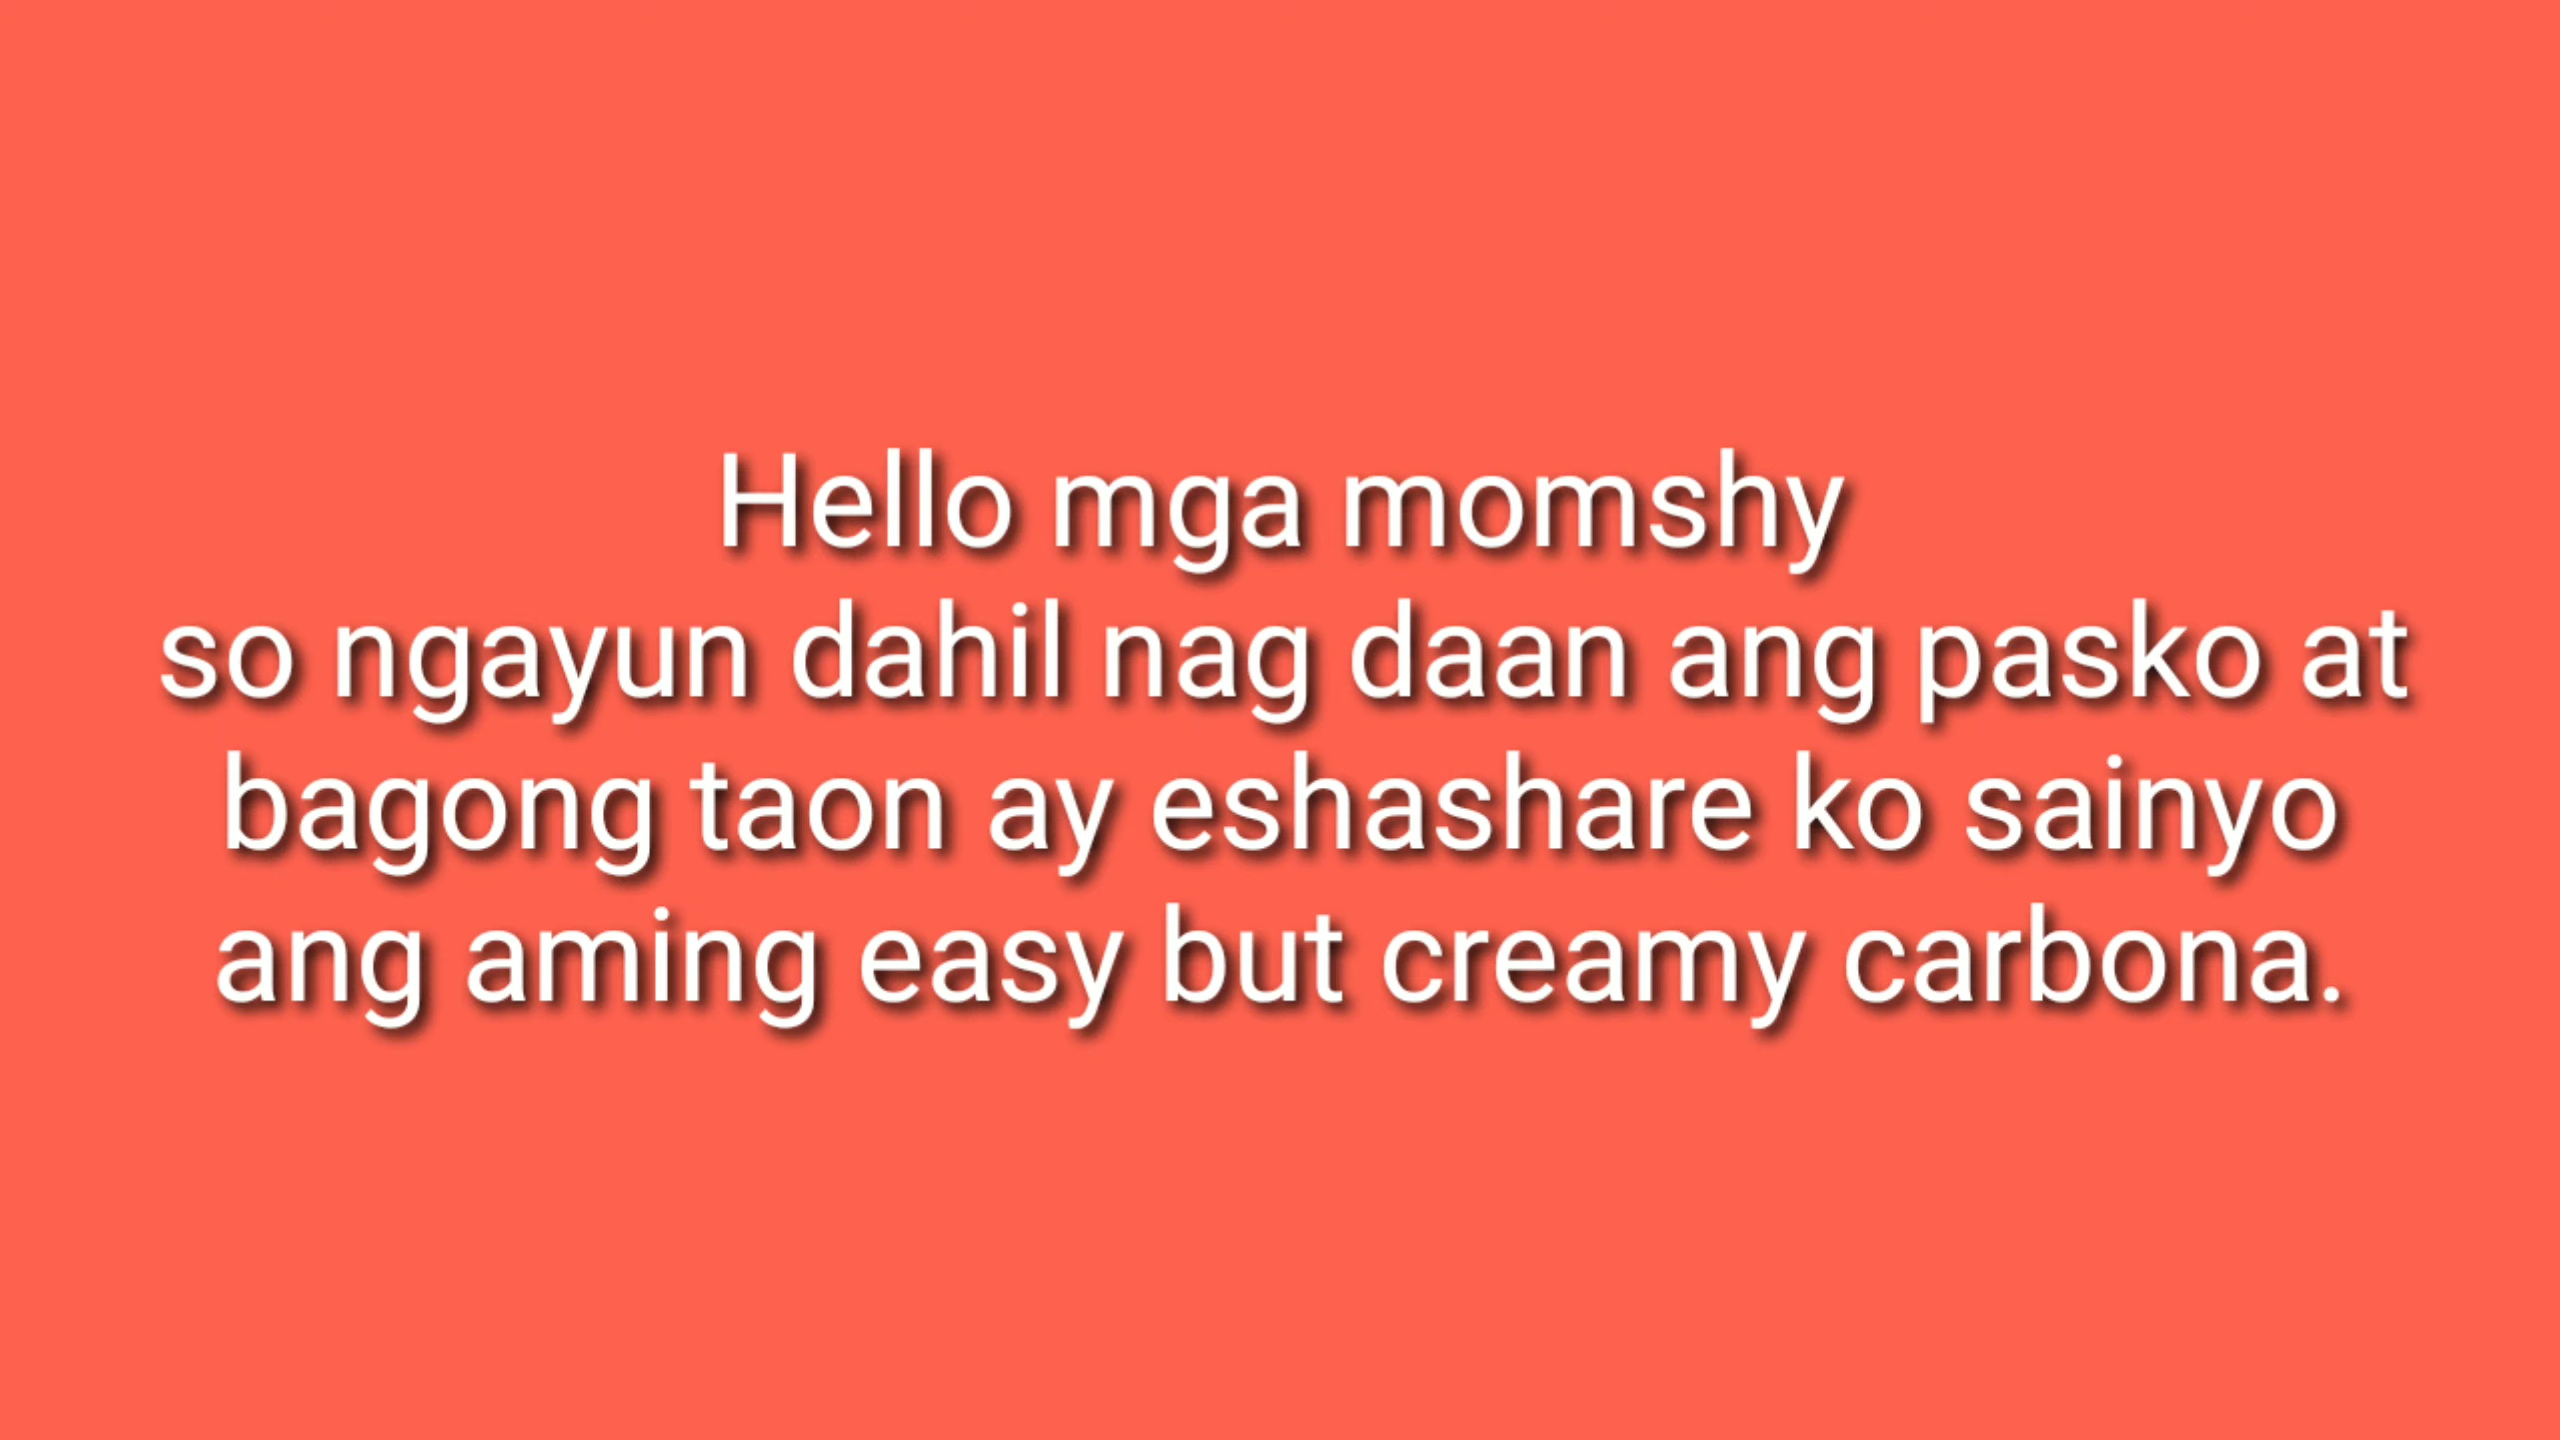 Hello mga momshy
so ngayun dahil nag daan ang pasko at
bagong taon ay eshashare ko sainyo
ang aming easy but creamy carbona.